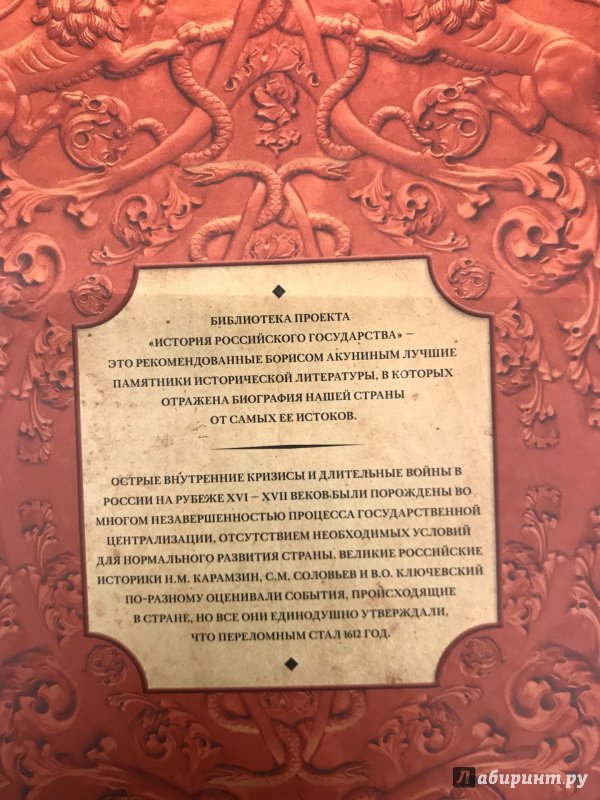 БИБЛИОТЕКА ПРОЕКТА
«ИСТОРИЯ РОССИЙСКОГО ГОСУДАРСТВА» –
ЭТО РЕКОМЕНДОВАННЫЕ БОРИСОМ АКУНИНЫМ ЛУЧШИЕ
ПАМЯТНИКИ ИСТОРИЧЕСКОЙ ЛИТЕРАТУРЫ, В КОТОРЫХ
ОТРАЖЕНА БИОГРАФИЯ НАШЕЙ СТРАНЫ
ОТ САМЫХ ЕЕ ИСТОКОВ.
ОСТРЫЕ ВНУТРЕННИЕ КРИЗИСЫ И ДЛИТЕЛЬНЫЕ ВОЙНЫ В
РОССИИ НА РУБЕЖЕ XVI – XVII ВЕКОВ БЫЛИ ПОРОЖДЕНЫ ВО
МНОГОМ НЕЗАВЕРШЕННОСТЬЮ ПРОЦЕССА ГОСУДАРСТВЕННОЙ
ЦЕНТРАЛИЗАЦИИ, ОТСУТСТВИЕМ НЕОБХОДИМЫХ УСЛОВИЙ
ДЛЯ НОРМАЛЬНОГО РАЗВИТИЯ СТРАНЫ. ВЕЛИКИЕ РОССИЙСКИЕ
ИСТОРИКИ Н.М. КАРАМЗИН, С.М. СОЛОВЬЕВ И В.О. КЛЮЧЕВСКИЙ
ПО-РАЗНОМУ ОЦЕНИВАЛИ СОБЫТИЯ, ПРОИСХОДЯЩИЕ
В СТРАНЕ, НО ВСЕ ОНИ ЕДИНОДУШНО УТВЕРЖДАЛИ,
ЧТО ПЕРЕЛОМНЫМ СТАЛ 1612 ГОД.
Лабиринт.ру